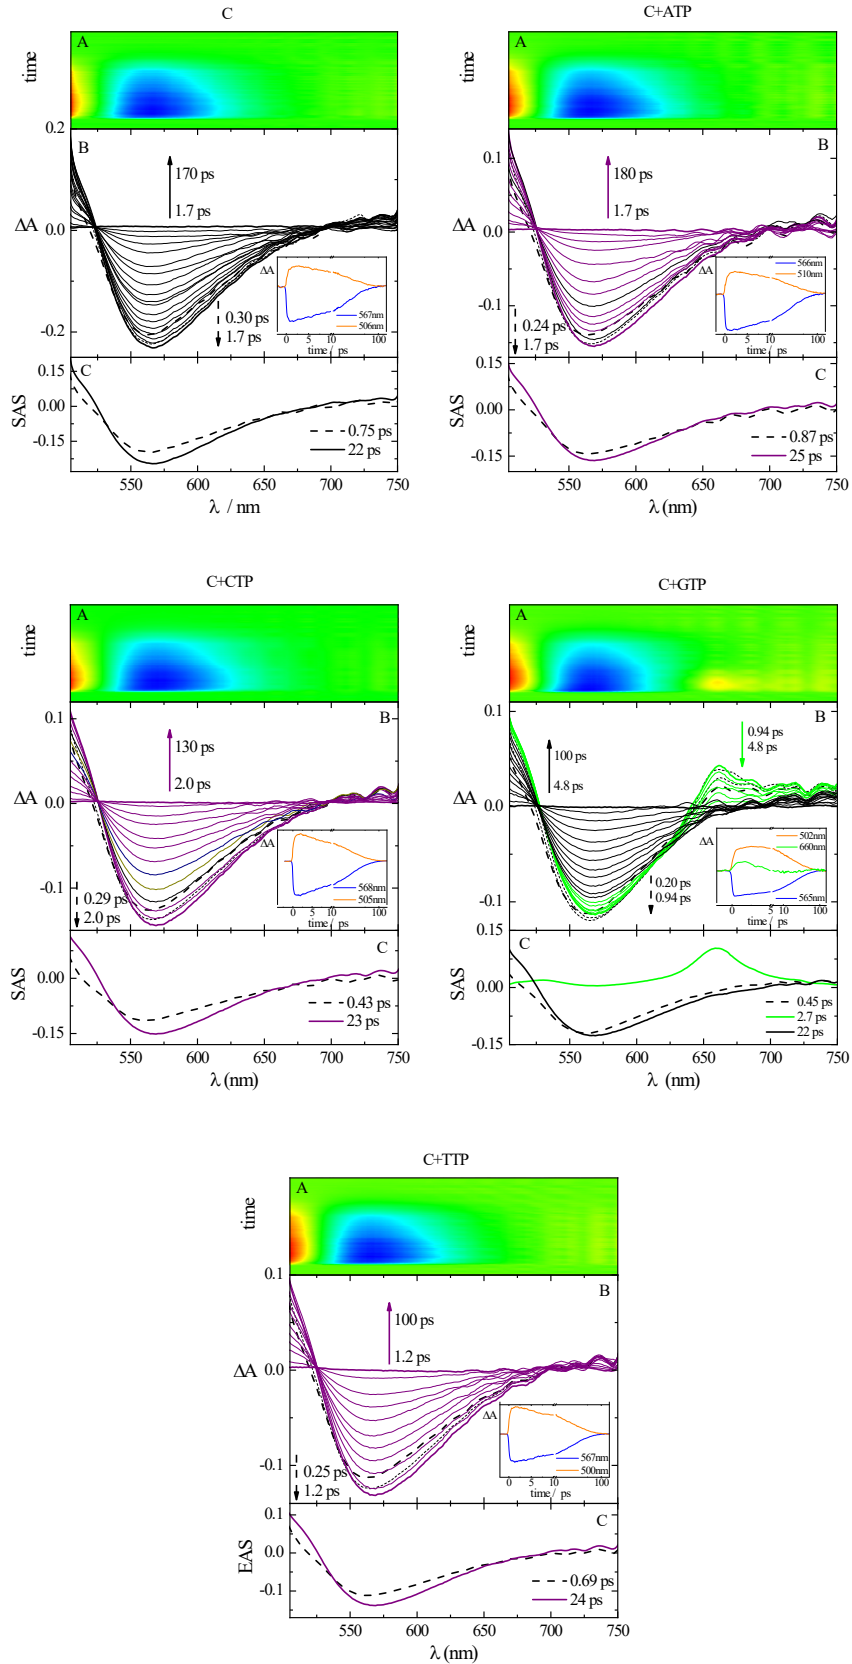 C
A
time
0.2
B
170 ps
1.7 ps
ΔA
0.0
-0.2
0.30 ps
1.7 ps
ΔA
567nm
506nm
0 10 100
time / ps
C
0.15
0.00
-0.15
SAS
0.75 ps
22 ps
550 600 650 700 750
λ / nm
C+ATP
A
time
B
0.1
180 ps
1.7 ps
ΔA
0.0
-0.1
0.24 ps
1.7 ps
ΔA
566nm
510nm
0 10 100
time / ps
C
0.15
0.00
-0.15
SAS
0.87 ps
25 ps
550 600 650 700 750
λ (nm)
C+CTP
A
time
B
0.1
130 ps
2.0 ps
ΔA
0.0
-0.1
0.29 ps
2.0 ps
ΔA
568nm
505nm
0 10 100
time / ps
C
0.00
-0.15
SAS
0.43 ps
23 ps
550 600 650 700 750
λ (nm)
C+GTP
A
time
B
0.1
100 ps
4.8 ps
0.94 ps
4.8 ps
ΔA
0.0
-0.1
0.20 ps
0.94 ps
ΔA
502nm
660nm
565nm
0 5 10 100
time / ps
C
0.15
0.00
-0.15
SAS
0.45 ps
2.7 ps
22 ps
550 600 650 700 750
λ (nm)
C+TTP
A
time
0.1
B
100 ps
1.2 ps
ΔA
0.0
-0.1
0.25 ps
1.2 ps
ΔA
567nm
500nm
0 10 100
time / ps
C
0.1
0.0
-0.1
EAS
0.69 ps
24 ps
550 600 650 700 750
λ (nm)